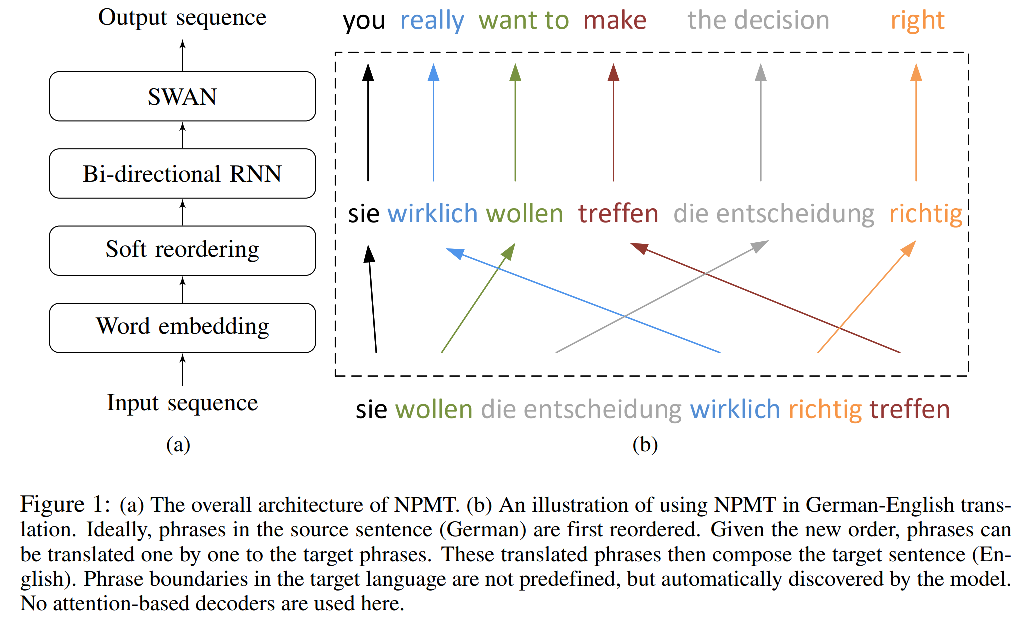 Output sequence
SWAN
Bi-directional RNN
Soft reordering
Word embedding
Input sequence
(a)
you really want to make the decision right
sie wirklich wollen treffen die entscheidung richtig
sie wollen die entscheidung wirklich richtig treffen
(b)
Figure 1: (a) The overall architecture of NPMT. (b) An illustration of using NPMT in German-English trans-
lation. Ideally, phrases in the source sentence (German) are first reordered. Given the new order, phrases can
be translated one by one to the target phrases. These translated phrases then compose the target sentence (En-
glish). Phrase boundaries in the target language are not predefined, but automatically discovered by the model.
No attention-based decoders are used here.